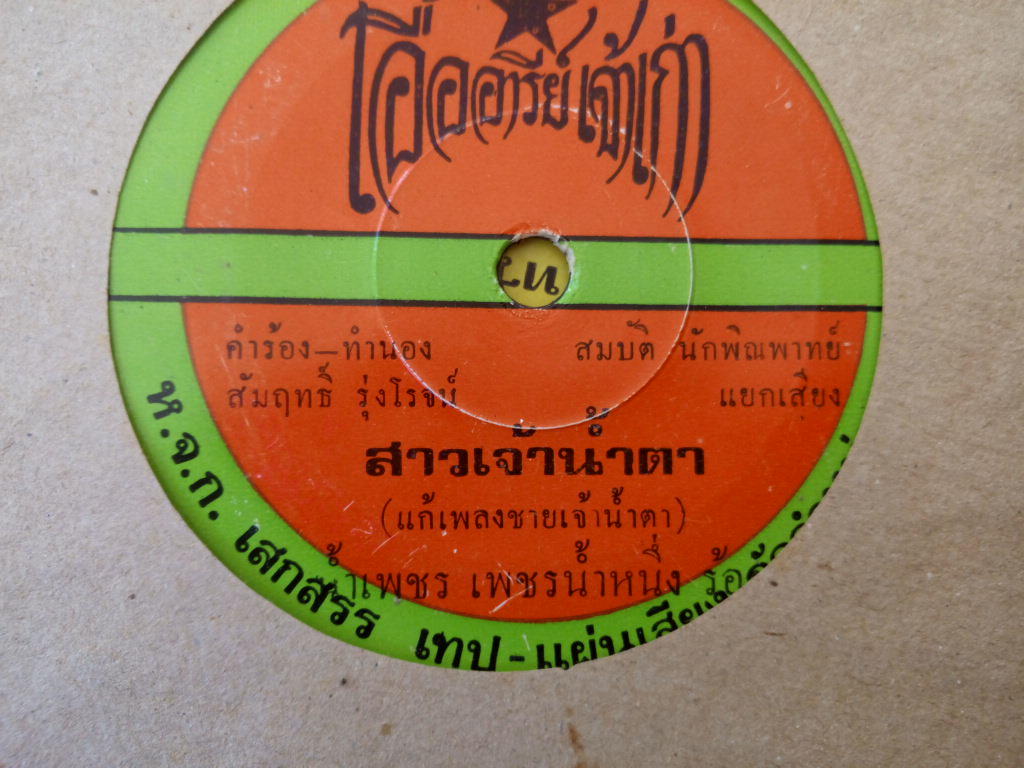 เจ้าเก่า
คำร้อง–ทำนอง สมบัติ นักพิณพาทย์
สัมฤทธิ์ รุ่งโรจน์ แยกเสียง
สาวเจ้าน้ำตา
(แก้เพลงชายเจ้าน้ำตา)
น้ำเพชร เพชรน้ำหนึ่ง ร้อ
ห.จ.ก. เสกสรร เทป-แผ่นเสียง